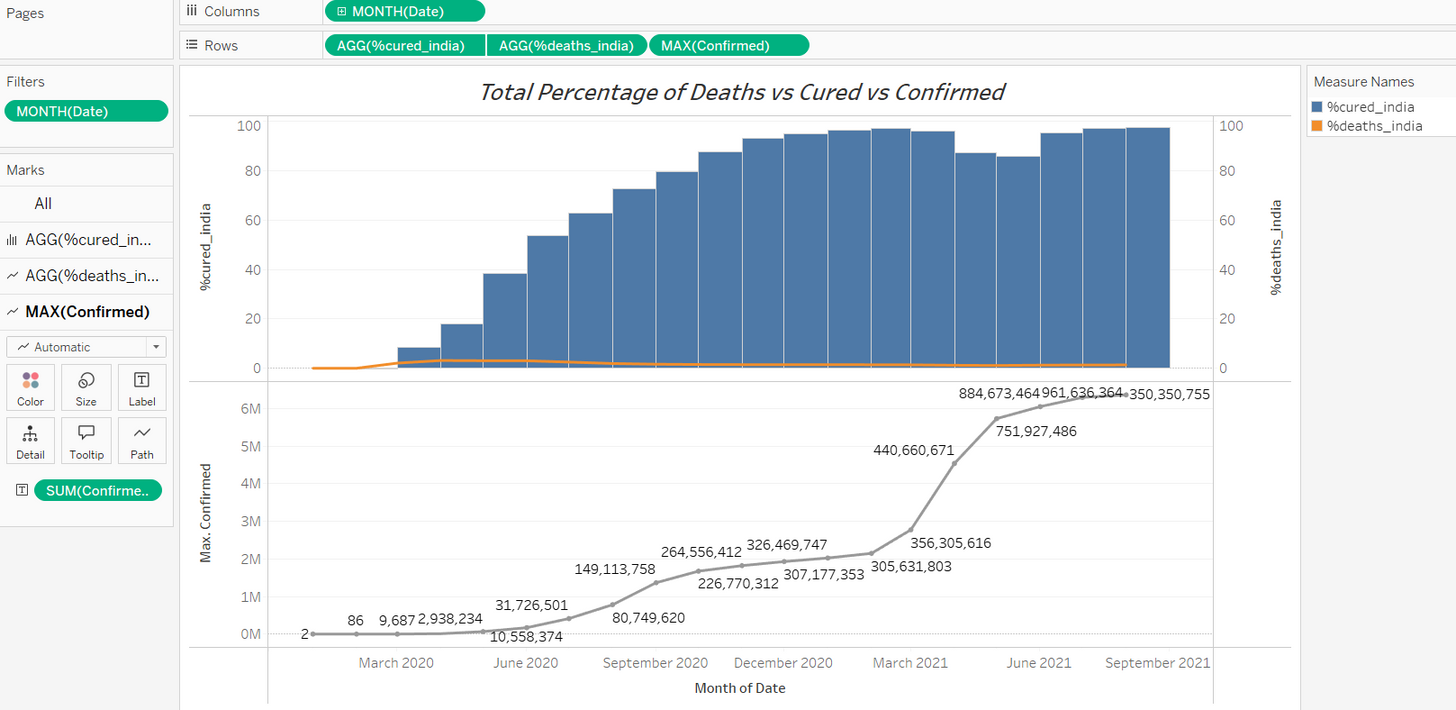 Pages
Columns
MONTH(Date)
Rows
AGG(%cured_india)
AGG(%deaths_india)
MAX(Confirmed)
Filters
MONTH(Date)
Marks
All
AGG(%cured_in...
AGG(%deaths_in...
MAX(Confirmed)
Automatic
Color
Size
Label
Detail
Tooltip
Path
SUM(Confirme..
Total Percentage of Deaths vs Cured vs Confirmed
%cured_india
100
80
60
40
20
0
100
80
60
40
20
0
%deaths_india
Max. Confirmed
6M
5M
4M
3M
2M
1M
0M
2
86
9,687
2,938,234
10,558,374
31,726,501
80,749,620
149,113,758
264,556,412
226,770,312
326,469,747
307,177,353
305,631,803
356,305,616
440,660,671
751,927,486
884,673,464
961,636,364
350,350,755
March 2020
June 2020
September 2020
December 2020
March 2021
June 2021
September 2021
Month of Date
Measure Names
%cured_india
%deaths_india